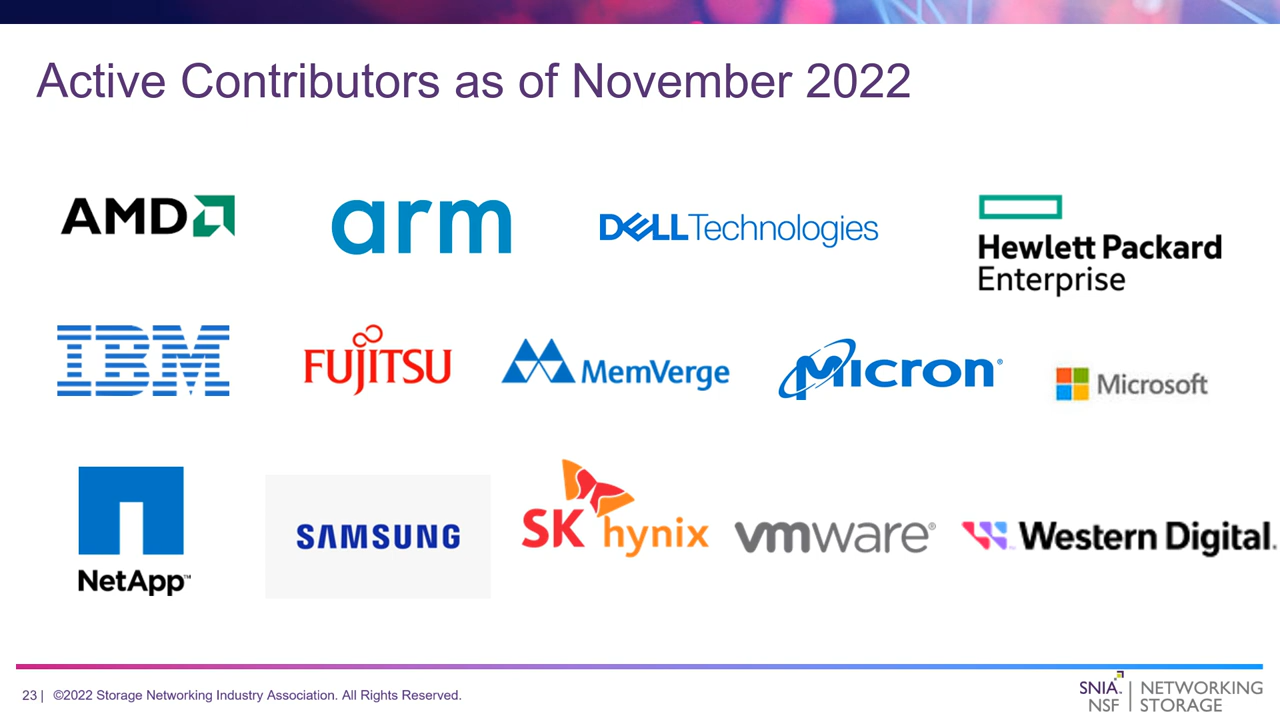 Active Contributors as of November 2022
AMD
arm
DELL Technologies
Hewlett Packard
Enterprise
IBM
FUJITSU
MemVerge
Micron®
Microsoft
NetApp™
SAMSUNG
SK hynix
vmware®
Western Digital.
23 | ©2022 Storage Networking Industry Association. All Rights Reserved.
SNIA. | NETWORKING
NSF | STORAGE